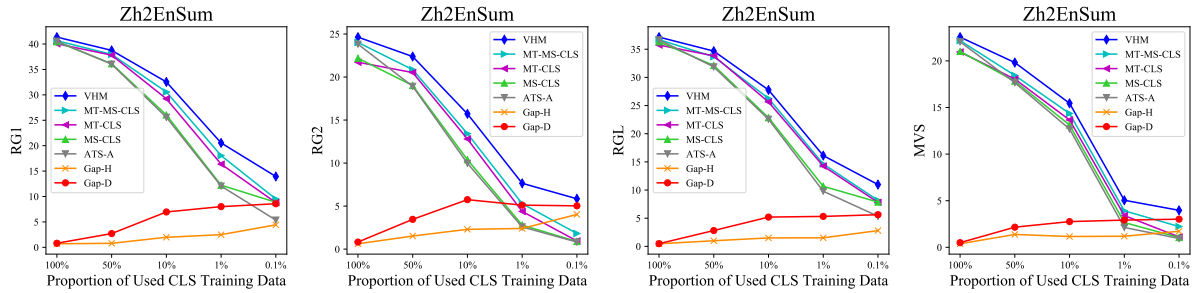 Zh2EnSum
RG1
40
35
30
25
20
15
10
5
0
VHM
MT-MS-CLS
MT-CLS
MS-CLS
ATS-A
Gap-H
Gap-D
100% 50% 10% 1% 0.1%
Proportion of Used CLS Training Data
Zh2EnSum
RG2
25
20
15
10
5
0
VHM
MT-MS-CLS
MT-CLS
MS-CLS
ATS-A
Gap-H
Gap-D
100% 50% 10% 1% 0.1%
Proportion of Used CLS Training Data
Zh2EnSum
RGL
35
30
25
20
15
10
5
0
VHM
MT-MS-CLS
MT-CLS
MS-CLS
ATS-A
Gap-H
Gap-D
100% 50% 10% 1% 0.1%
Proportion of Used CLS Training Data
Zh2EnSum
MVS
20
15
10
5
0
VHM
MT-MS-CLS
MT-CLS
MS-CLS
ATS-A
Gap-H
Gap-D
100% 50% 10% 1% 0.1%
Proportion of Used CLS Training Data